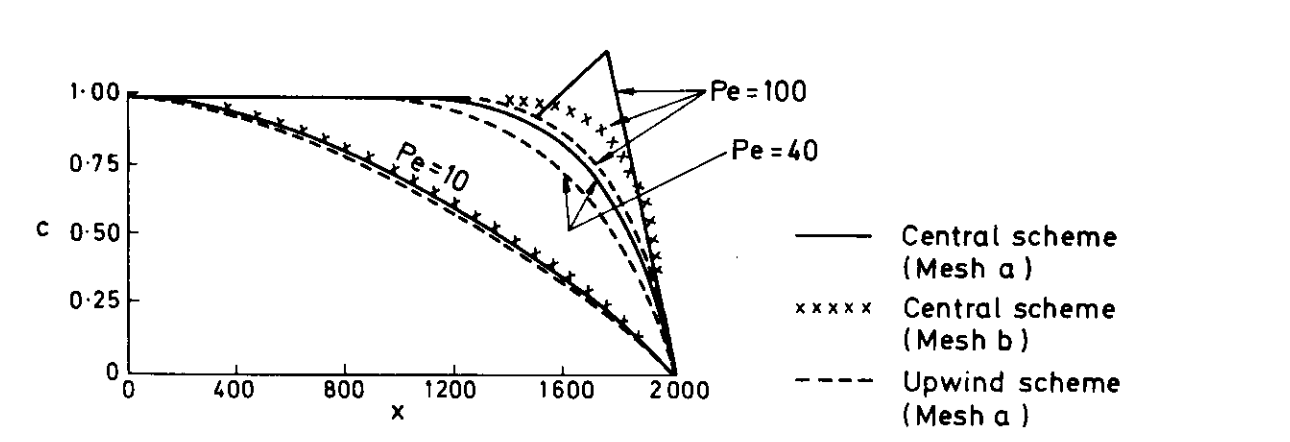 1·00
Pe=100
0·75
Pe=10
Pe=40
c
0·50
0·25
0
0
400
800
1200
1600
2000
x
Central scheme
(Mesh a)
xxxxx Central scheme
(Mesh b)
Upwind scheme
(Mesh a)